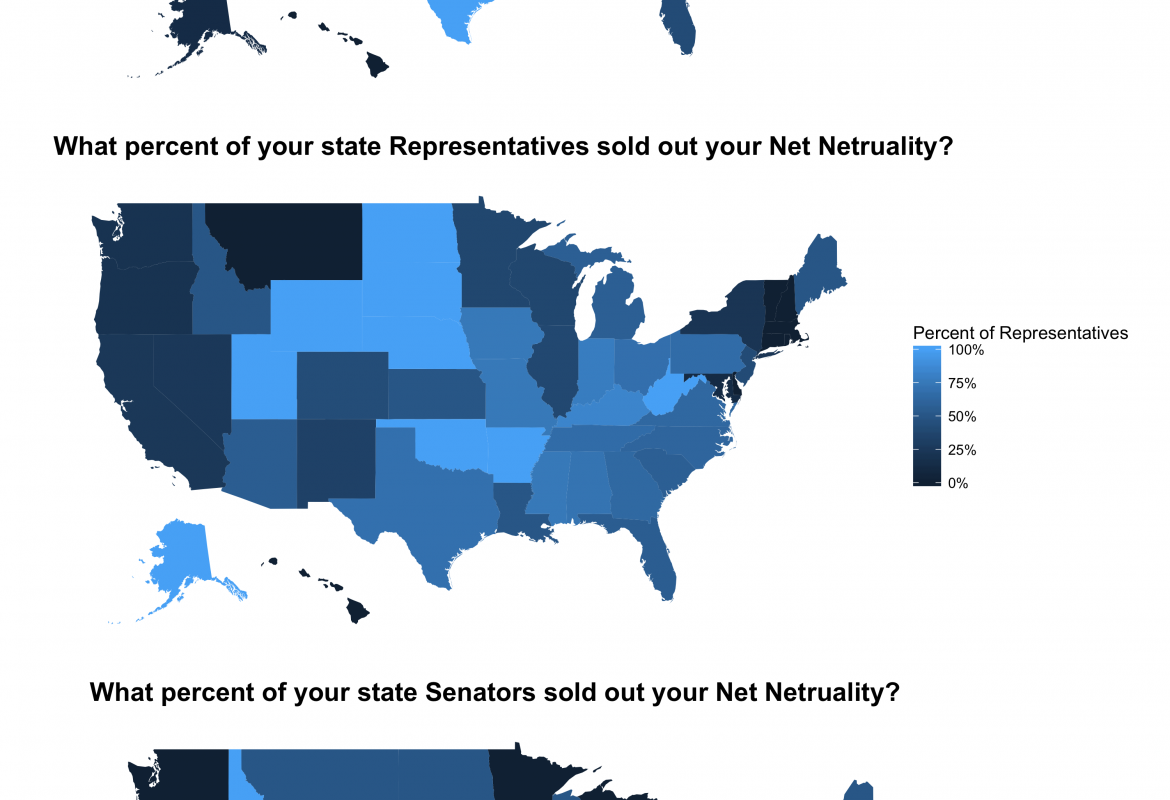 What percent of your state Representatives sold out your Net Netruality?
Percent of Representatives
100%
75%
50%
25%
0%
What percent of your state Senators sold out your Net Netruality?